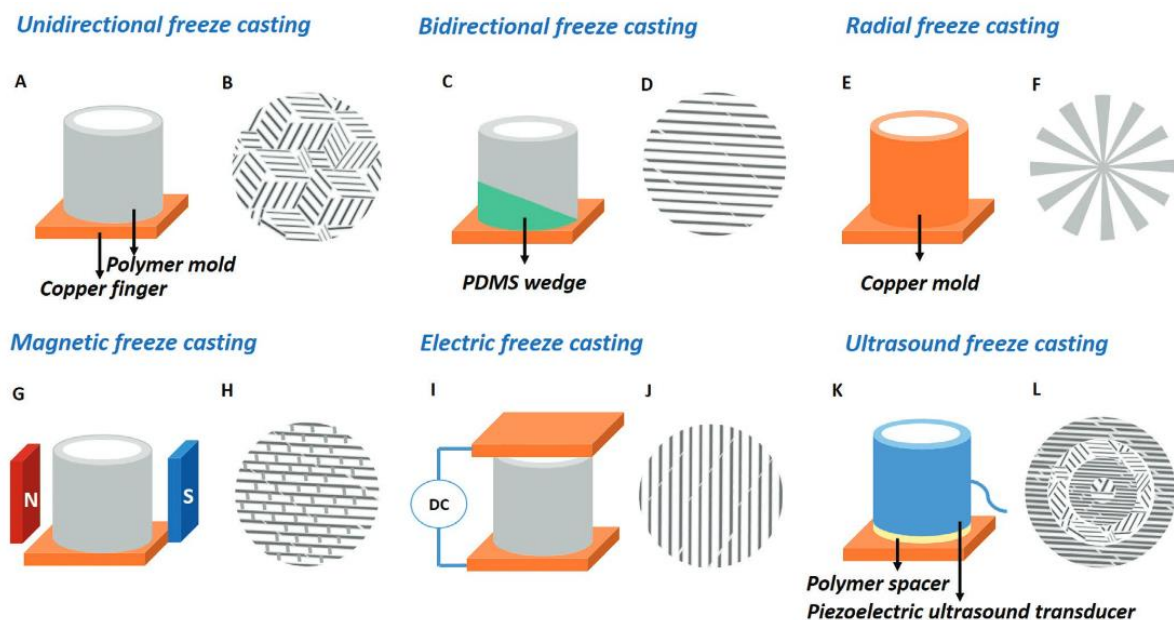 Unidirectional freeze casting
Bidirectional freeze casting
Radial freeze casting
A
B
C
D
E
F
Polymer mold
Copper finger
PDMS wedge
Copper mold
Magnetic freeze casting
Electric freeze casting
Ultrasound freeze casting
G
H
I
J
K
L
N
S
DC
Polymer spacer
Piezoelectric ultrasound transducer